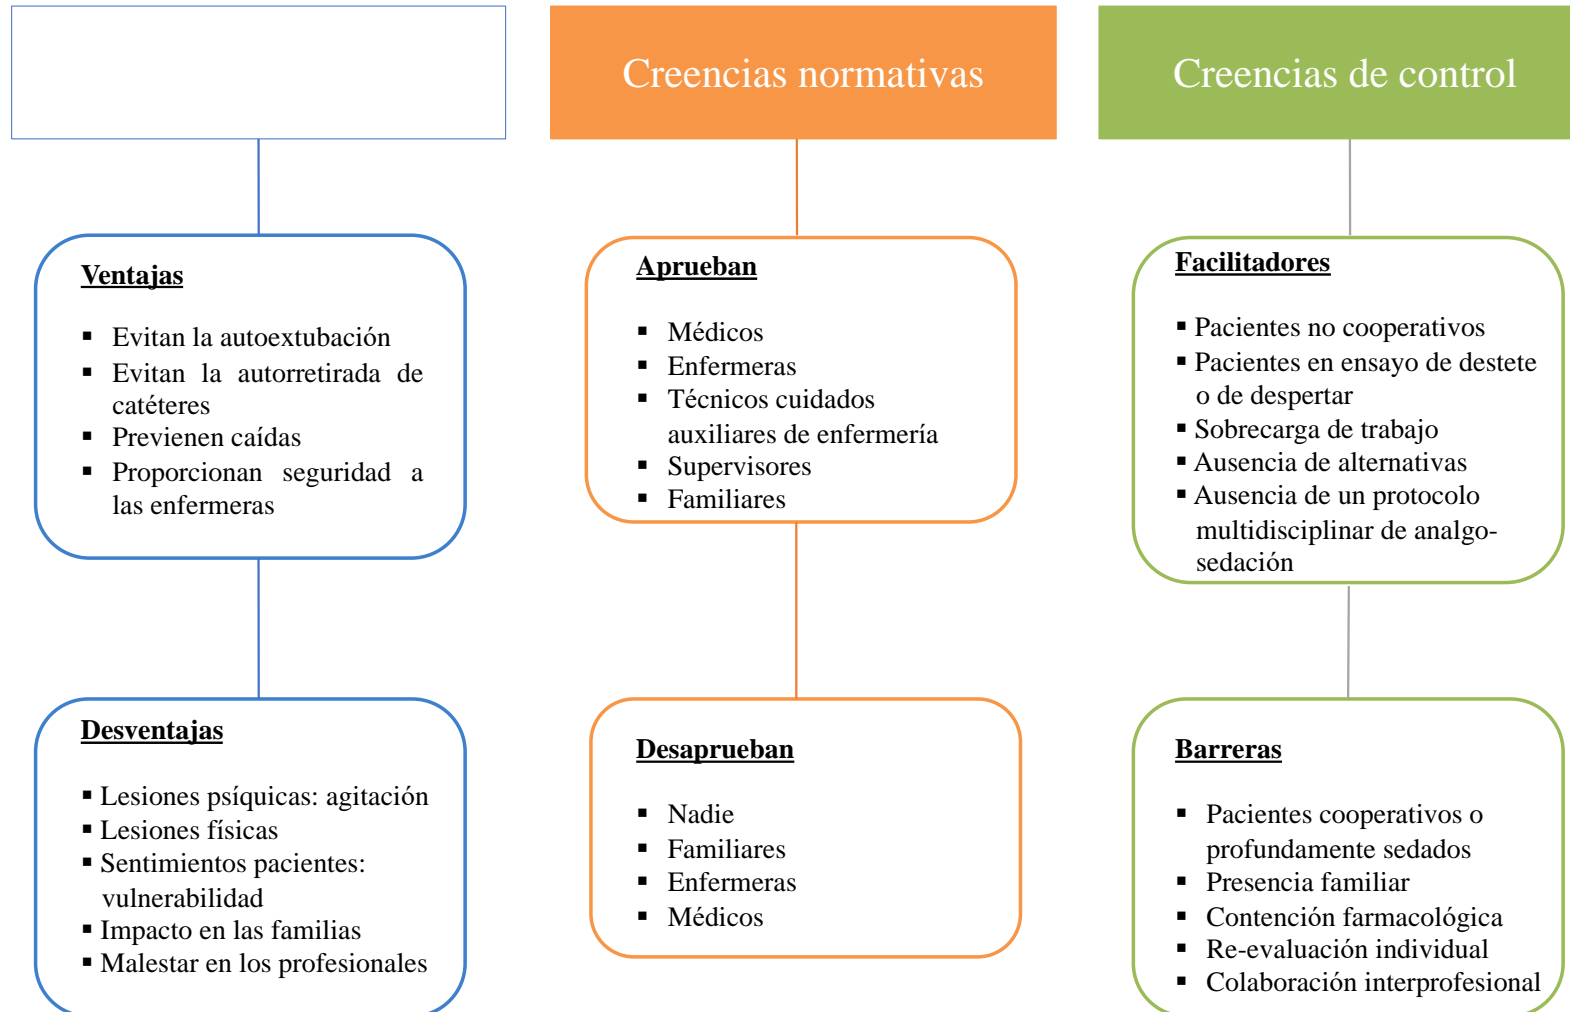 Creencias normativas
Creencias de control
Ventajas
▪ Evitan la autoextubación
▪ Evitan la autorretirada de
catéteres
▪ Previenen caídas
▪ Proporcionan seguridad a
las enfermeras
Aprueban
▪ Médicos
▪ Enfermeras
▪ Técnicos cuidados
auxiliares de enfermería
▪ Supervisores
▪ Familiares
Facilitadores
▪ Pacientes no cooperativos
▪ Pacientes en ensayo de destete
o de despertar
▪ Sobrecarga de trabajo
▪ Ausencia de alternativas
▪ Ausencia de un protocolo
multidisciplinar de analgo-
sedación
Desventajas
▪ Lesiones psíquicas: agitación
▪ Lesiones físicas
▪ Sentimientos pacientes:
vulnerabilidad
▪ Impacto en las familias
▪ Malestar en los profesionales
Desaprueban
▪ Nadie
▪ Familiares
▪ Enfermeras
▪ Médicos
Barreras
▪ Pacientes cooperativos o
profundamente sedados
▪ Presencia familiar
▪ Contención farmacológica
▪ Re-evaluación individual
▪ Colaboración interprofesional